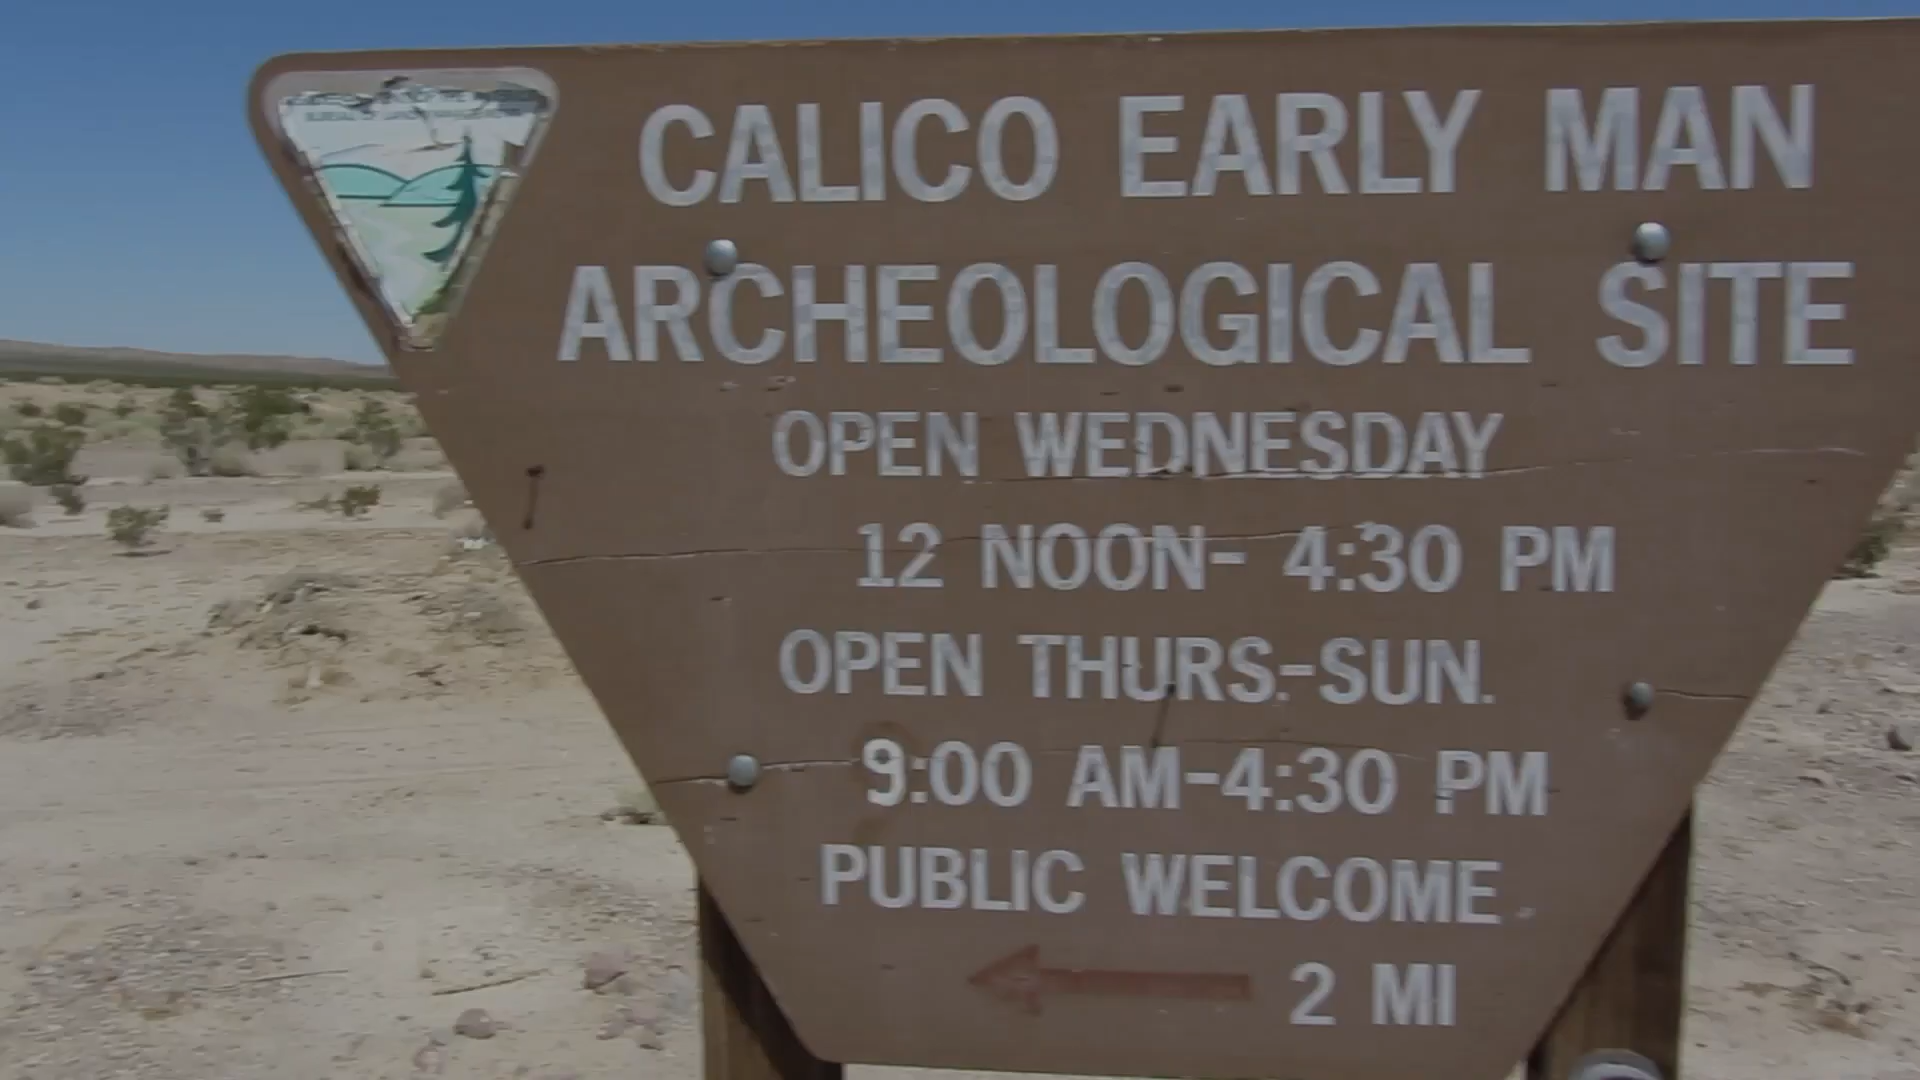 CALICO EARLY MAN
ARCHEOLOGICAL SITE
OPEN WEDNESDAY
12 NOON- 4:30 PM
OPEN THURS.-SUN.
9:00 AM-4:30 PM
PUBLIC WELCOME
2 MI